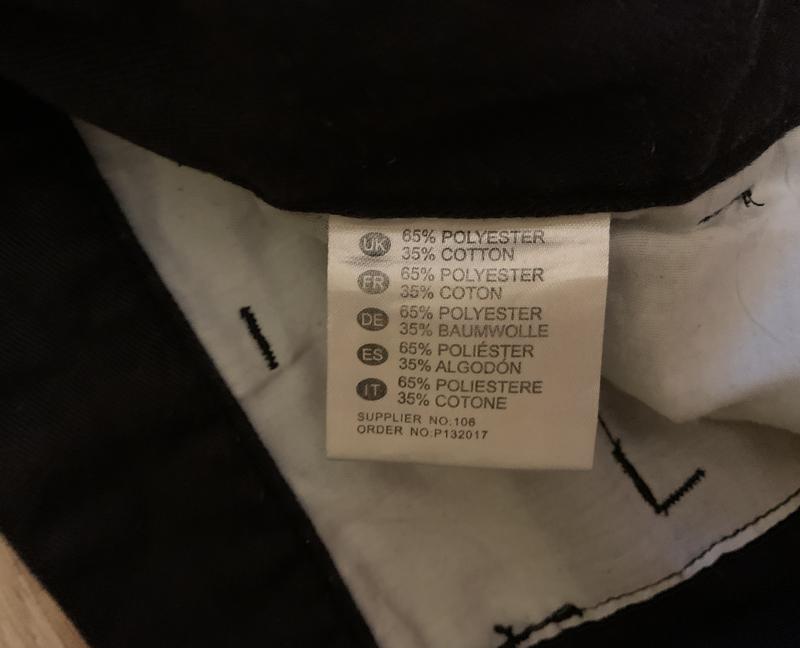 UK 65% POLYESTER
35% COTTON
FR 65% POLYESTER
35% COTON
DE 65% POLYESTER
35% BAUMWOLLE
ES 65% POLIÉSTER
35% ALGODÓN
IT 65% POLIESTERE
35% COTONE
SUPPLIER NO:106
ORDER NO:P132017